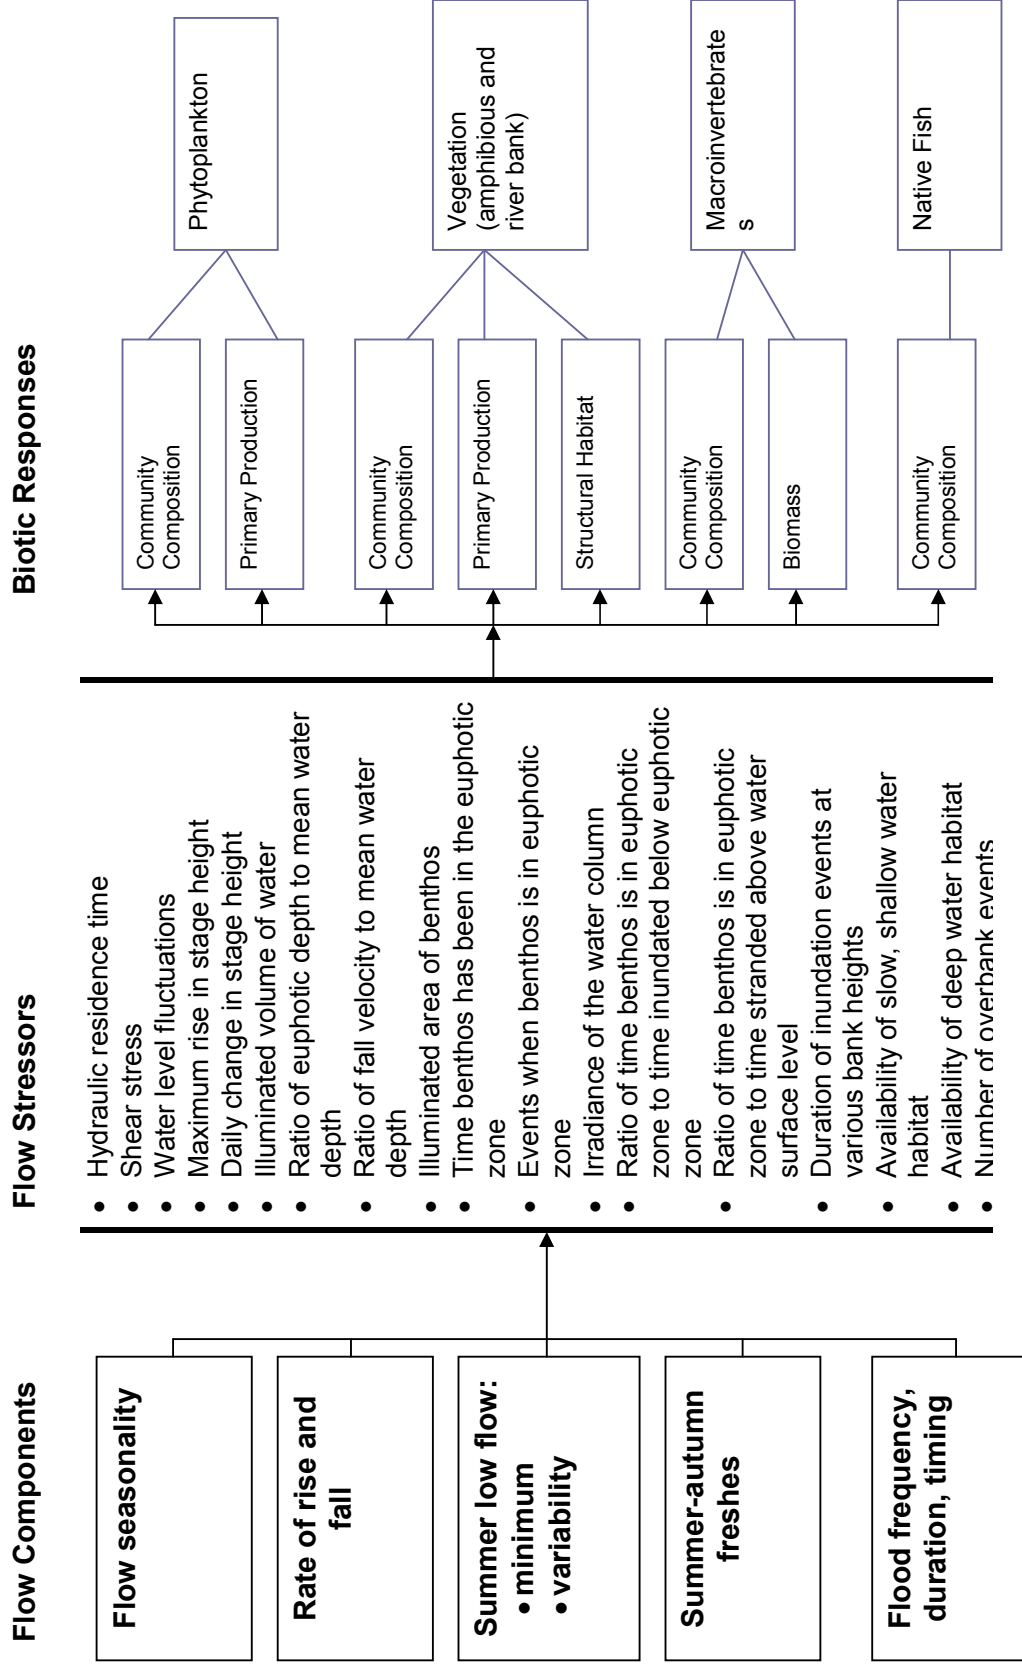 Flow Components
Flow seasonality
Rate of rise and
fall
Summer low flow:
• minimum
• variability
Summer-autumn
freshes
Flood frequency,
duration, timing
Flow Stressors
• Hydraulic residence time
• Shear stress
• Water level fluctuations
• Maximum rise in stage height
• Daily change in stage height
• Illuminated volume of water
• Ratio of euphotic depth to mean water
depth
• Ratio of fall velocity to mean water
depth
• Illuminated area of benthos
• Time benthos has been in the euphotic
zone
• Events when benthos is in euphotic
zone
• Irradiance of the water column
• Ratio of time benthos is in euphotic
zone to time inundated below euphotic
zone
• Ratio of time benthos is in euphotic
zone to time stranded above water
surface level
• Duration of inundation events at
various bank heights
• Availability of slow, shallow water
habitat
• Availability of deep water habitat
• Number of overbank events
Biotic Responses
Community
Composition
Primary Production
Phytoplankton
Community
Composition
Primary Production
Structural Habitat
Vegetation
(amphibious and
river bank)
Community
Composition
Biomass
Macroinvertebrate
s
Community
Composition
Native Fish